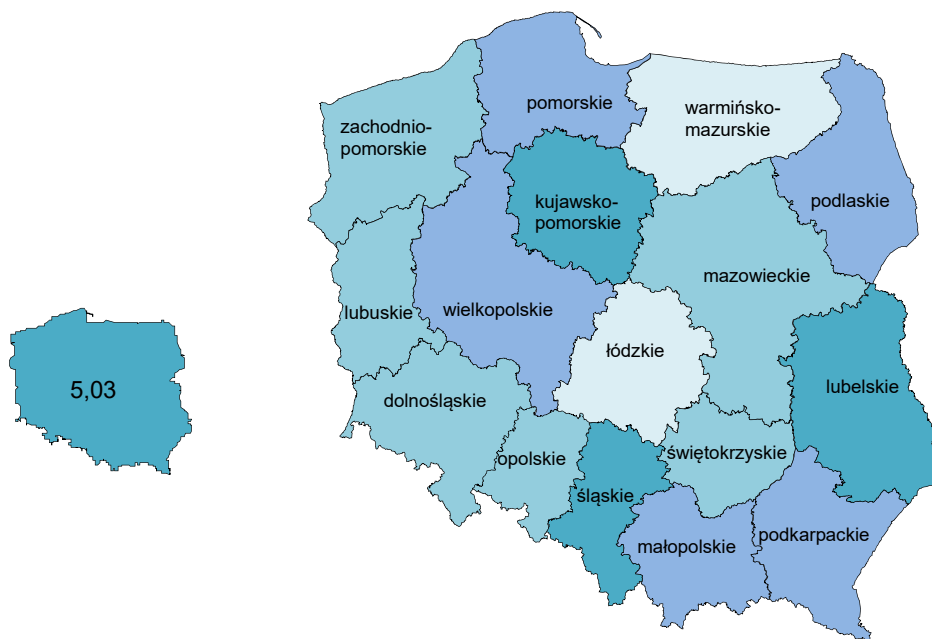 pomorskie
warmińsko-
mazurskie
zachodnio-
pomorskie
podlaskie
kujawsko-
pomorskie
mazowieckie
wielkopolskie
lubuskie
łódzkie
5,03
lubelskie
dolnośląskie
opolskie
świętokrzyskie
śląskie
podkarpackie
małopolskie